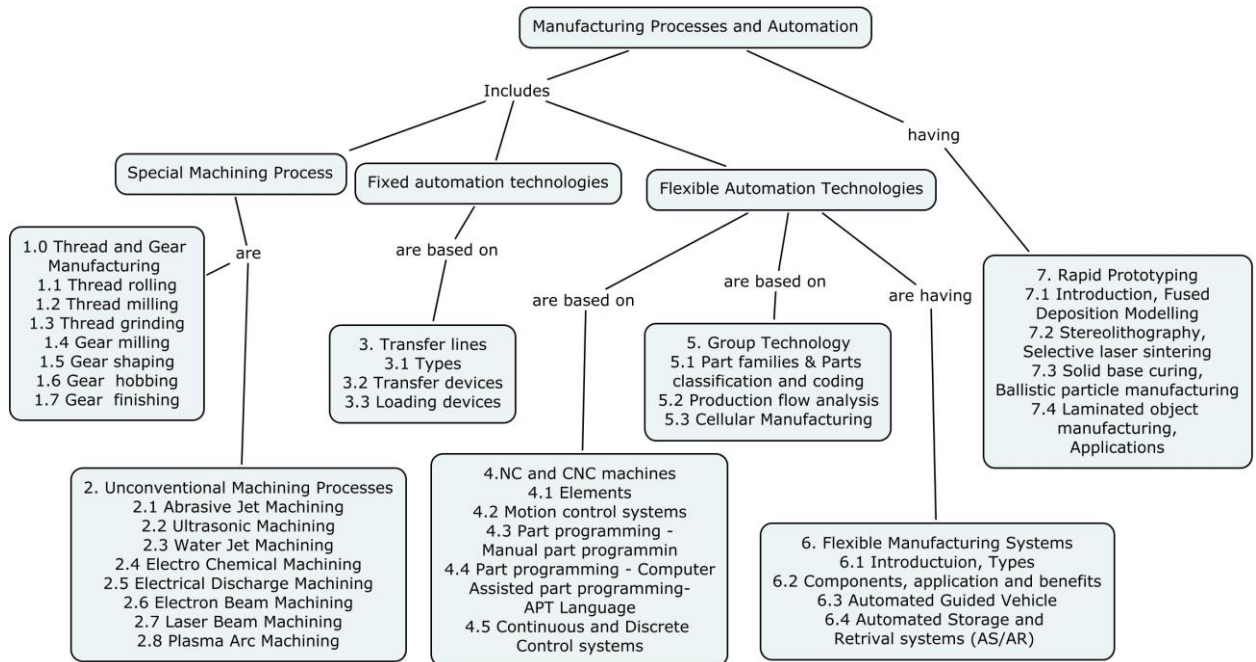 Manufacturing Processes and Automation
Includes
having
Special Machining Process
Fixed automation technologies
Flexible Automation Technologies
are
are based on
are based on
are based on
are having
1.0 Thread and Gear
Manufacturing
1.1 Thread rolling
1.2 Thread milling
1.3 Thread grinding
1.4 Gear milling
1.5 Gear shaping
1.6 Gear hobbing
1.7 Gear finishing
2. Unconventional Machining Processes
2.1 Abrasive Jet Machining
2.2 Ultrasonic Machining
2.3 Water Jet Machining
2.4 Electro Chemical Machining
2.5 Electrical Discharge Machining
2.6 Electron Beam Machining
2.7 Laser Beam Machining
2.8 Plasma Arc Machining
3. Transfer lines
3.1 Types
3.2 Transfer devices
3.3 Loading devices
4.NC and CNC machines
4.1 Elements
4.2 Motion control systems
4.3 Part programming -
Manual part programmin
4.4 Part programming - Computer
Assisted part programming-
APT Language
4.5 Continuous and Discrete
Control systems
5. Group Technology
5.1 Part families & Parts
classification and coding
5.2 Production flow analysis
5.3 Cellular Manufacturing
6. Flexible Manufacturing Systems
6.1 Introductuion, Types
6.2 Components, application and benefits
6.3 Automated Guided Vehicle
6.4 Automated Storage and
Retrival systems (AS/AR)
7. Rapid Prototyping
7.1 Introduction, Fused
Deposition Modelling
7.2 Stereolithography,
Selective laser sintering
7.3 Solid base curing,
Ballistic particle manufacturing
7.4 Laminated object
manufacturing,
Applications